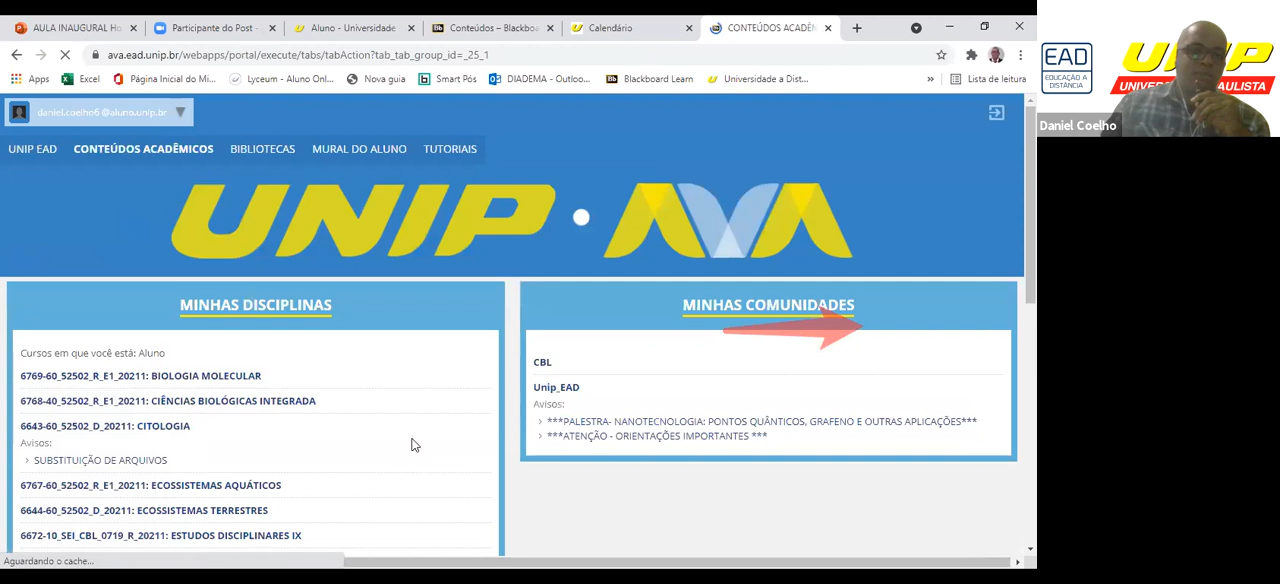 AULA INAUGRAL Ho
Participante do Post -
Aluno - Universidade
Conteúdos – Blackboa
Calendário
CONTEÚDOS ACADÊM
ava.ead.unip.br/webapps/portal/execute/tabs/tabAction?tab_tab_group_id=_25_1
Apps
Excel
Página Inicial do Mi...
Lyceum - Aluno Onl...
Nova guia
Smart Pós
DIADEMA - Outloo...
Blackboard Learn
Universidade a Dist...
»
Lista de leitura
daniel.coelho6@aluno.unip.br
UNIP EAD
CONTEÚDOS ACADÊMICOS
BIBLIOTECAS
MURAL DO ALUNO
TUTORIAIS
UNIP • AVA
MINHAS DISCIPLINAS
Cursos em que você está: Aluno
6769-60_52502_R_E1_20211: BIOLOGIA MOLECULAR
6768-40_52502_R_E1_20211: CIÊNCIAS BIOLÓGICAS INTEGRADA
6643-60_52502_D_20211: CITOLOGIA
Avisos:
SUBSTITUIÇÃO DE ARQUIVOS
6767-60_52502_R_E1_20211: ECOSSISTEMAS AQUÁTICOS
6644-60_52502_D_20211: ECOSSISTEMAS TERRESTRES
6672-10_SEI_CBL_0719_R_20211: ESTUDOS DISCIPLINARES IX
MINHAS COMUNIDADES
CBL
Unip_EAD
Avisos:
***PALESTRA- NANOTECNOLOGIA: PONTOS QUÂNTICOS, GRAFENO E OUTRAS APLICAÇÕES***
***ATENÇÃO - ORIENTAÇÕES IMPORTANTES ***
Aguardando o cache...
EAD
EDUCAÇÃO A
DISTÂNCIA
UNIP
Daniel Coelho